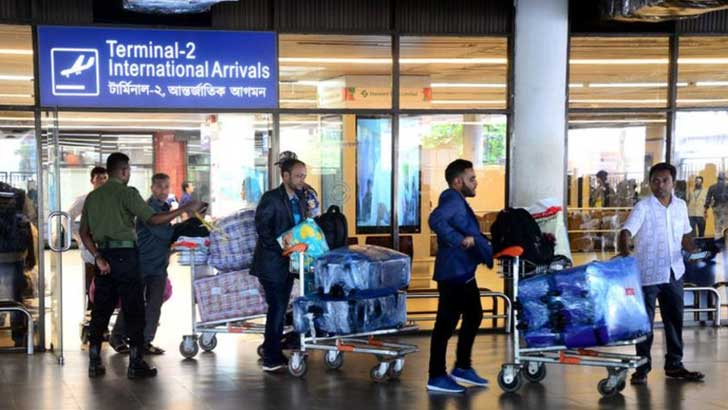 Terminal-2
International Arrivals
টার্মিনাল-২, আন্তর্জাতিক আগমন